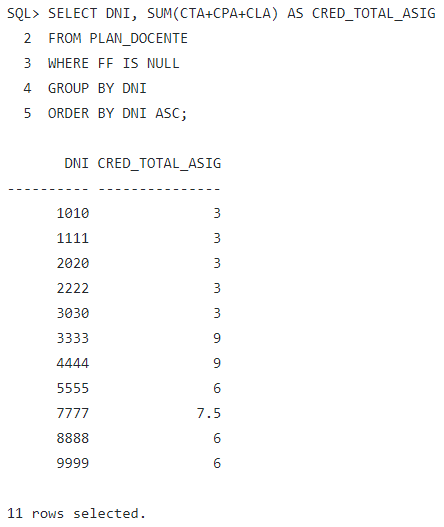 SQL> SELECT DNI, SUM(CTA+CPA+CLA) AS CRED_TOTAL_ASIG
  2  FROM PLAN_DOCENTE
  3  WHERE FF IS NULL
  4  GROUP BY DNI
  5  ORDER BY DNI ASC;

       DNI CRED_TOTAL_ASIG
---------- ---------------
      1010               3
      1111               3
      2020               3
      2222               3
      3030               3
      3333               9
      4444               9
      5555               6
      7777             7.5
      8888               6
      9999               6

11 rows selected.